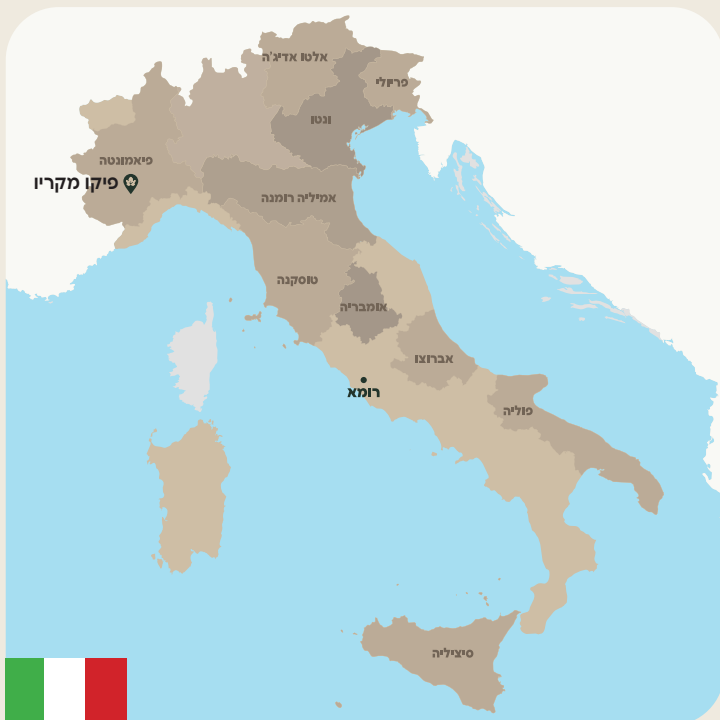 אלטו אדיג'ה
פריולי
ונטו
פיאמונטה
פיקו מקריו
אמיליה רומנה
טוסקנה
אומבריה
אברוצו
רומא
פוליה
סיציליה